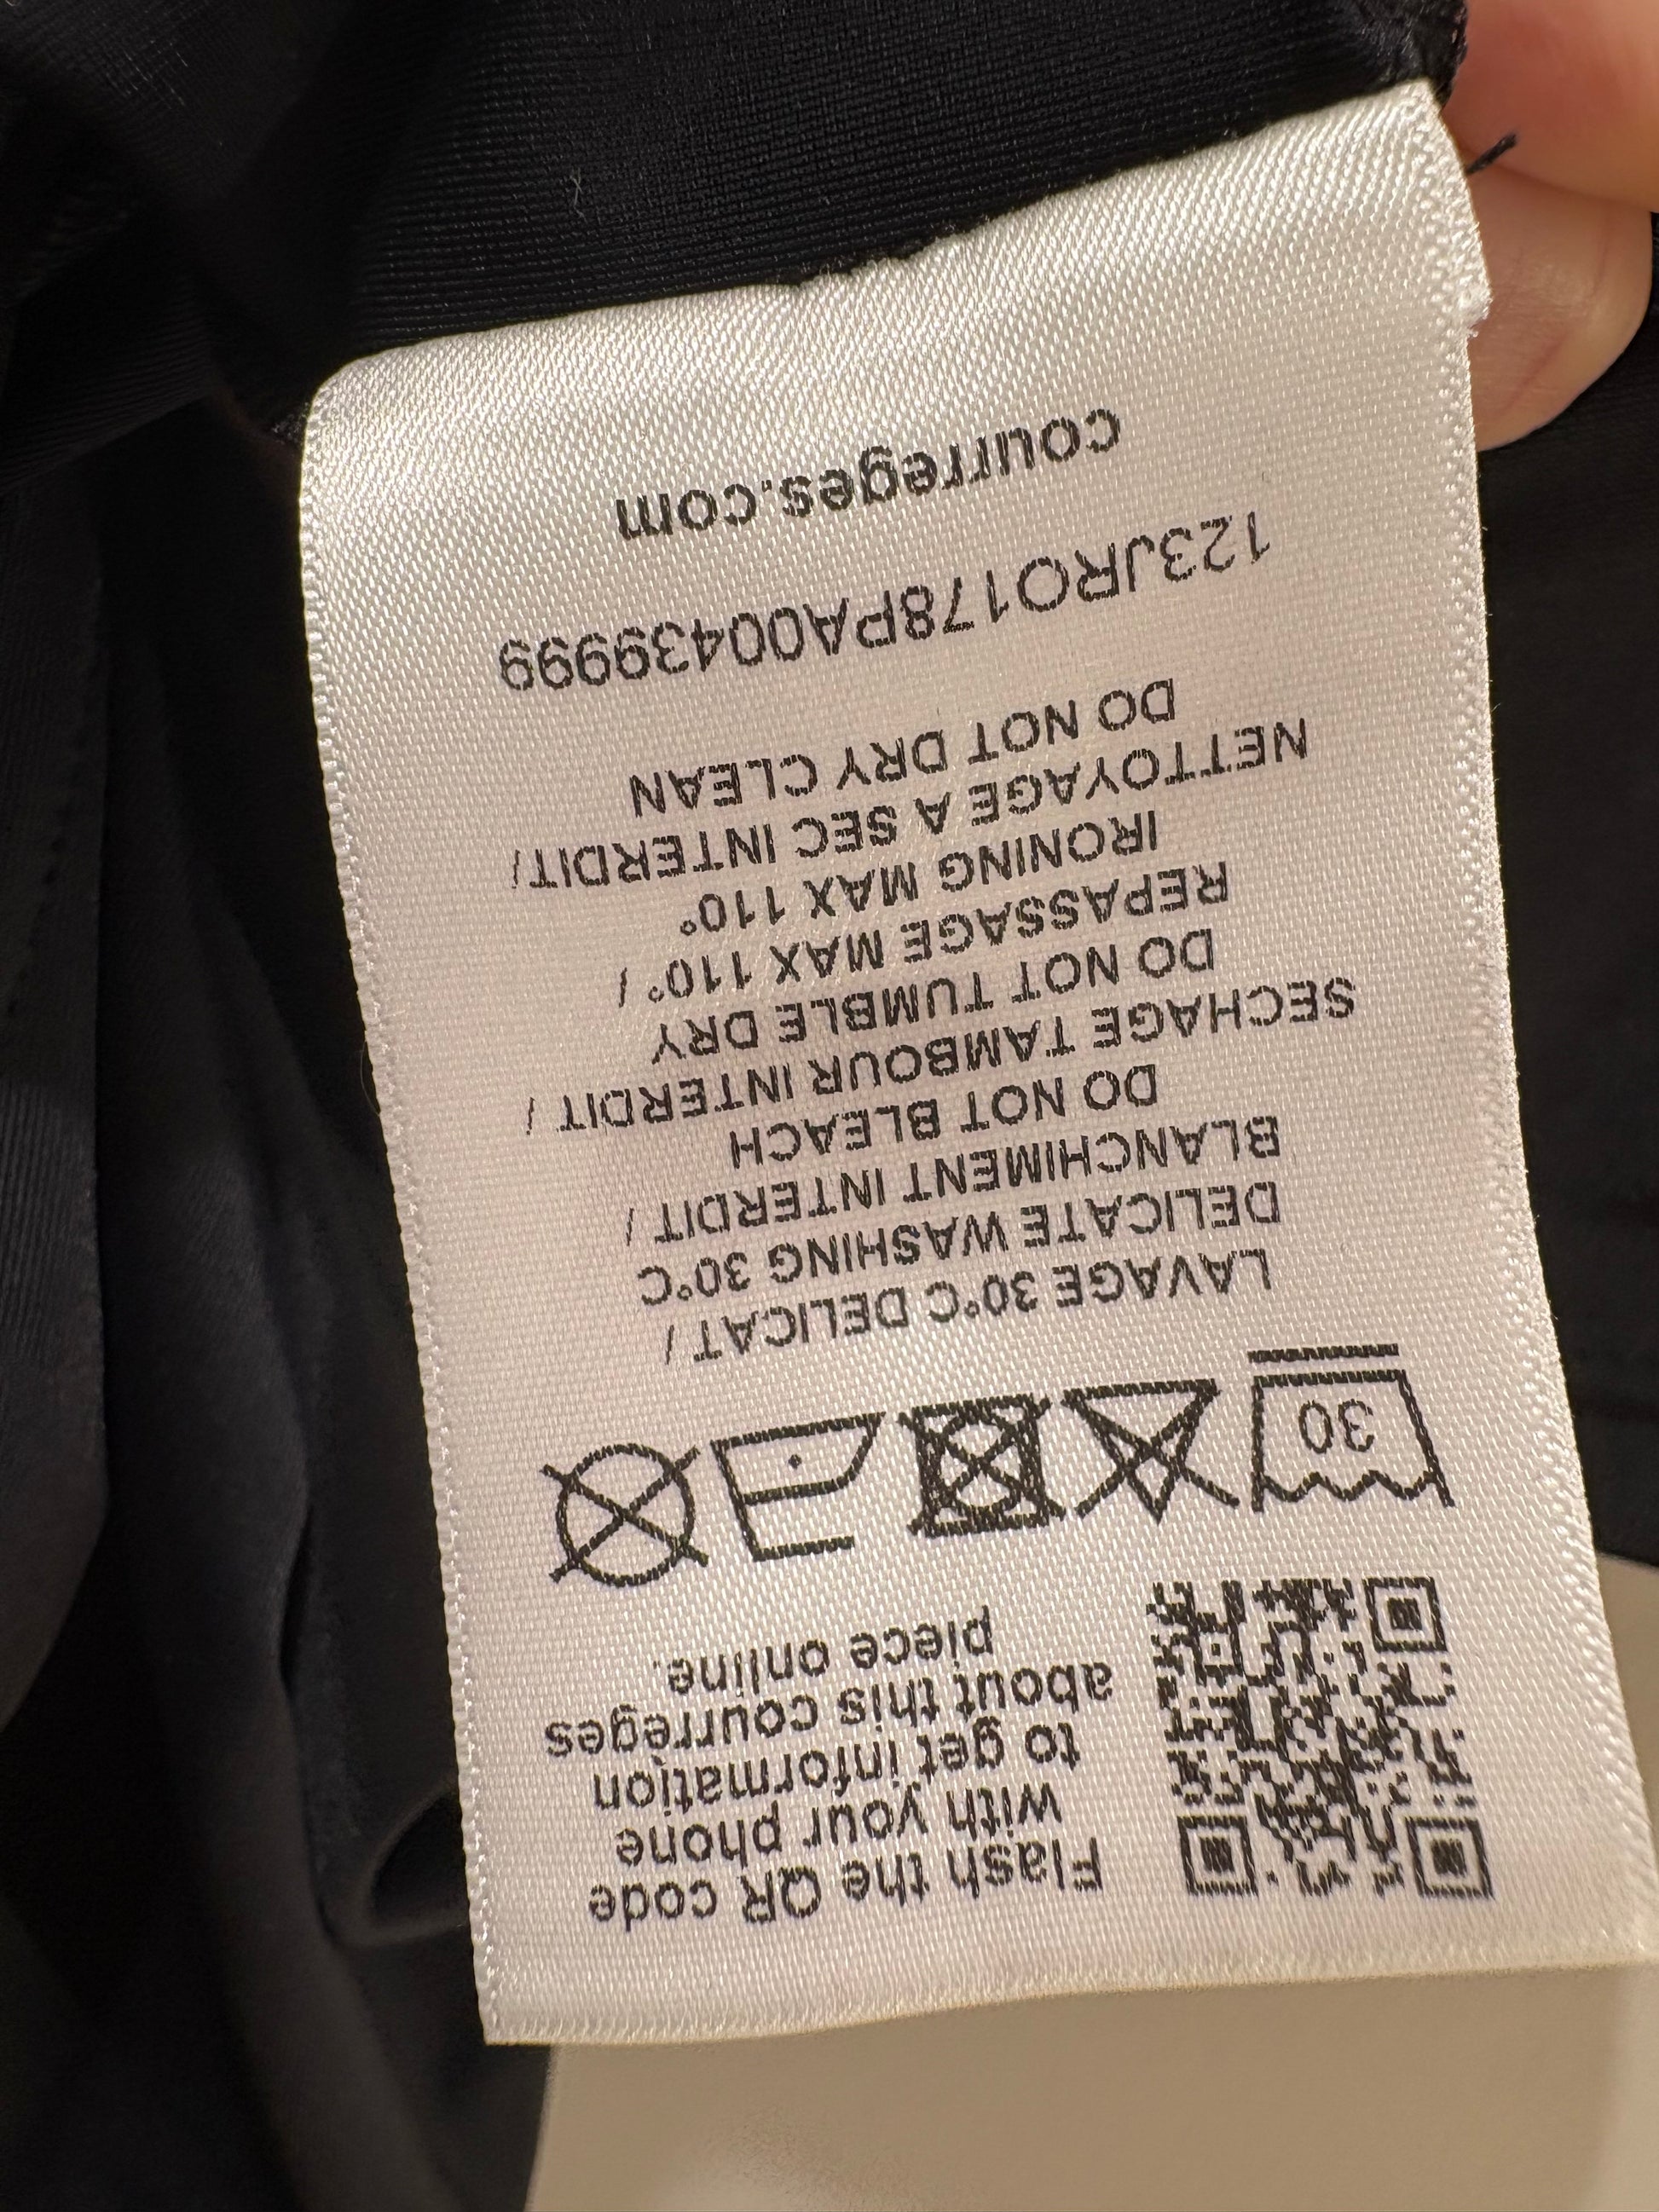 Flash the QR code
with your phone
to get information
about this courreges
piece online.
30
LAVAGE 30°C DELICAT /
DELICATE WASHING 30°C
BLANCHIMENT INTERDIT /
DO NOT BLEACH
SECHAGE TAMBOUR INTERDIT /
DO NOT TUMBLE DRY
REPASSAGE MAX 110° /
IRONING MAX 110°
NETTOYAGE A SEC INTERDIT/
DO NOT DRY CLEAN
123JRO178PA00439999
courreges.com